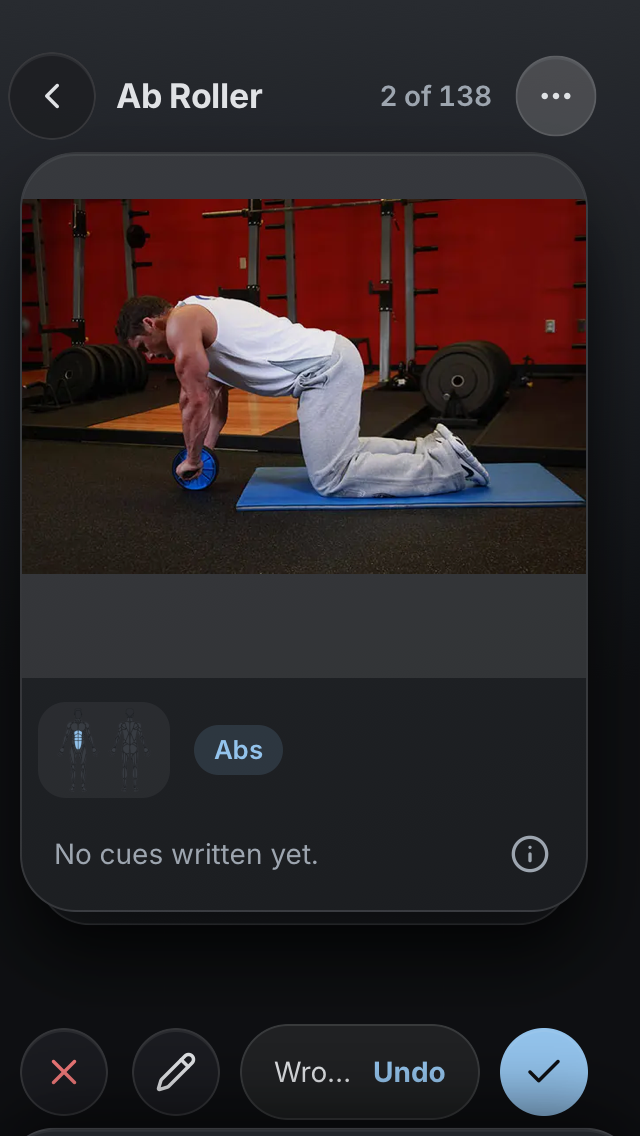 Ab Roller
2 of 138
Abs
No cues written yet.
Wro... Undo